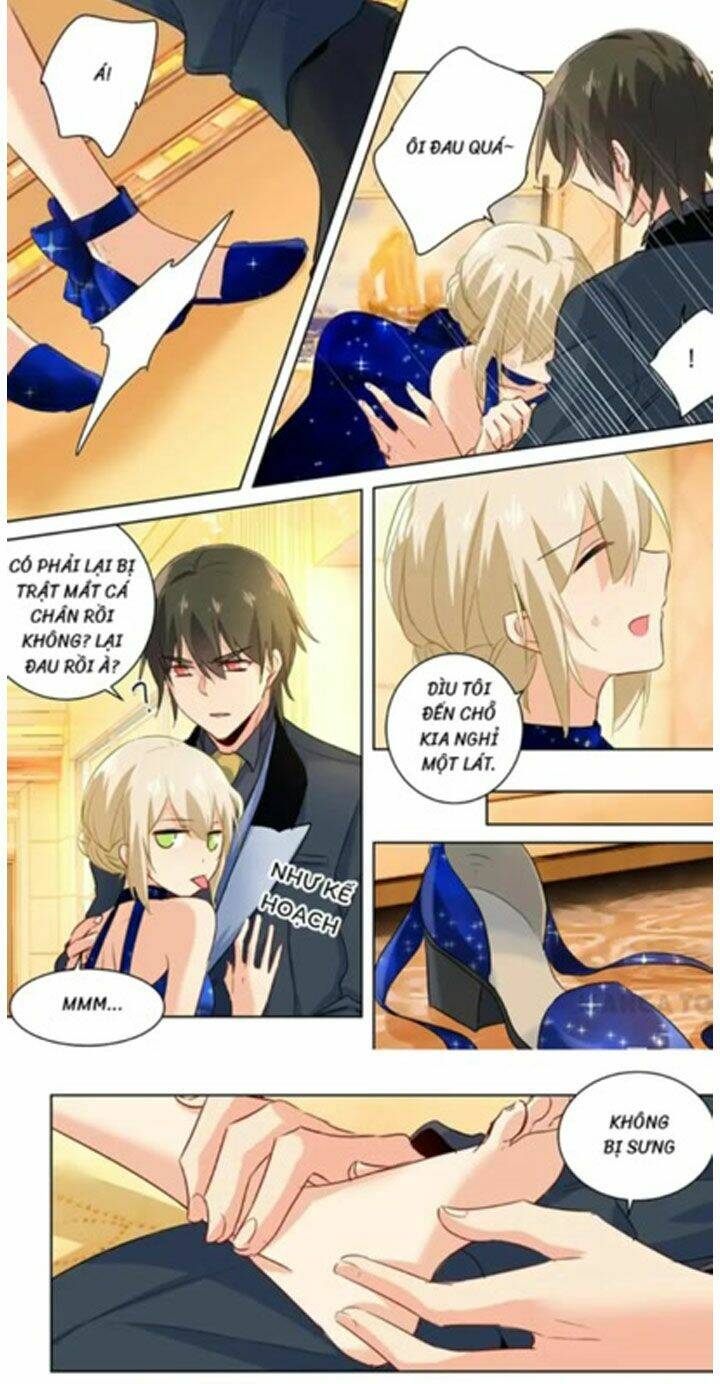 Á!
ÔI ĐAU QUÁ~
!
CÓ PHẢI LẠI BỊ
TRẬT MẮT CÁ
CHÂN RỒI
KHÔNG? LẠI
ĐAU RỒI À?
?
DÌU TÔI
ĐẾN CHỖ
KIA NGHỈ
MỘT LÁT.
NHƯ KẾ
HOẠCH
MMM...
KHÔNG
BỊ SƯNG